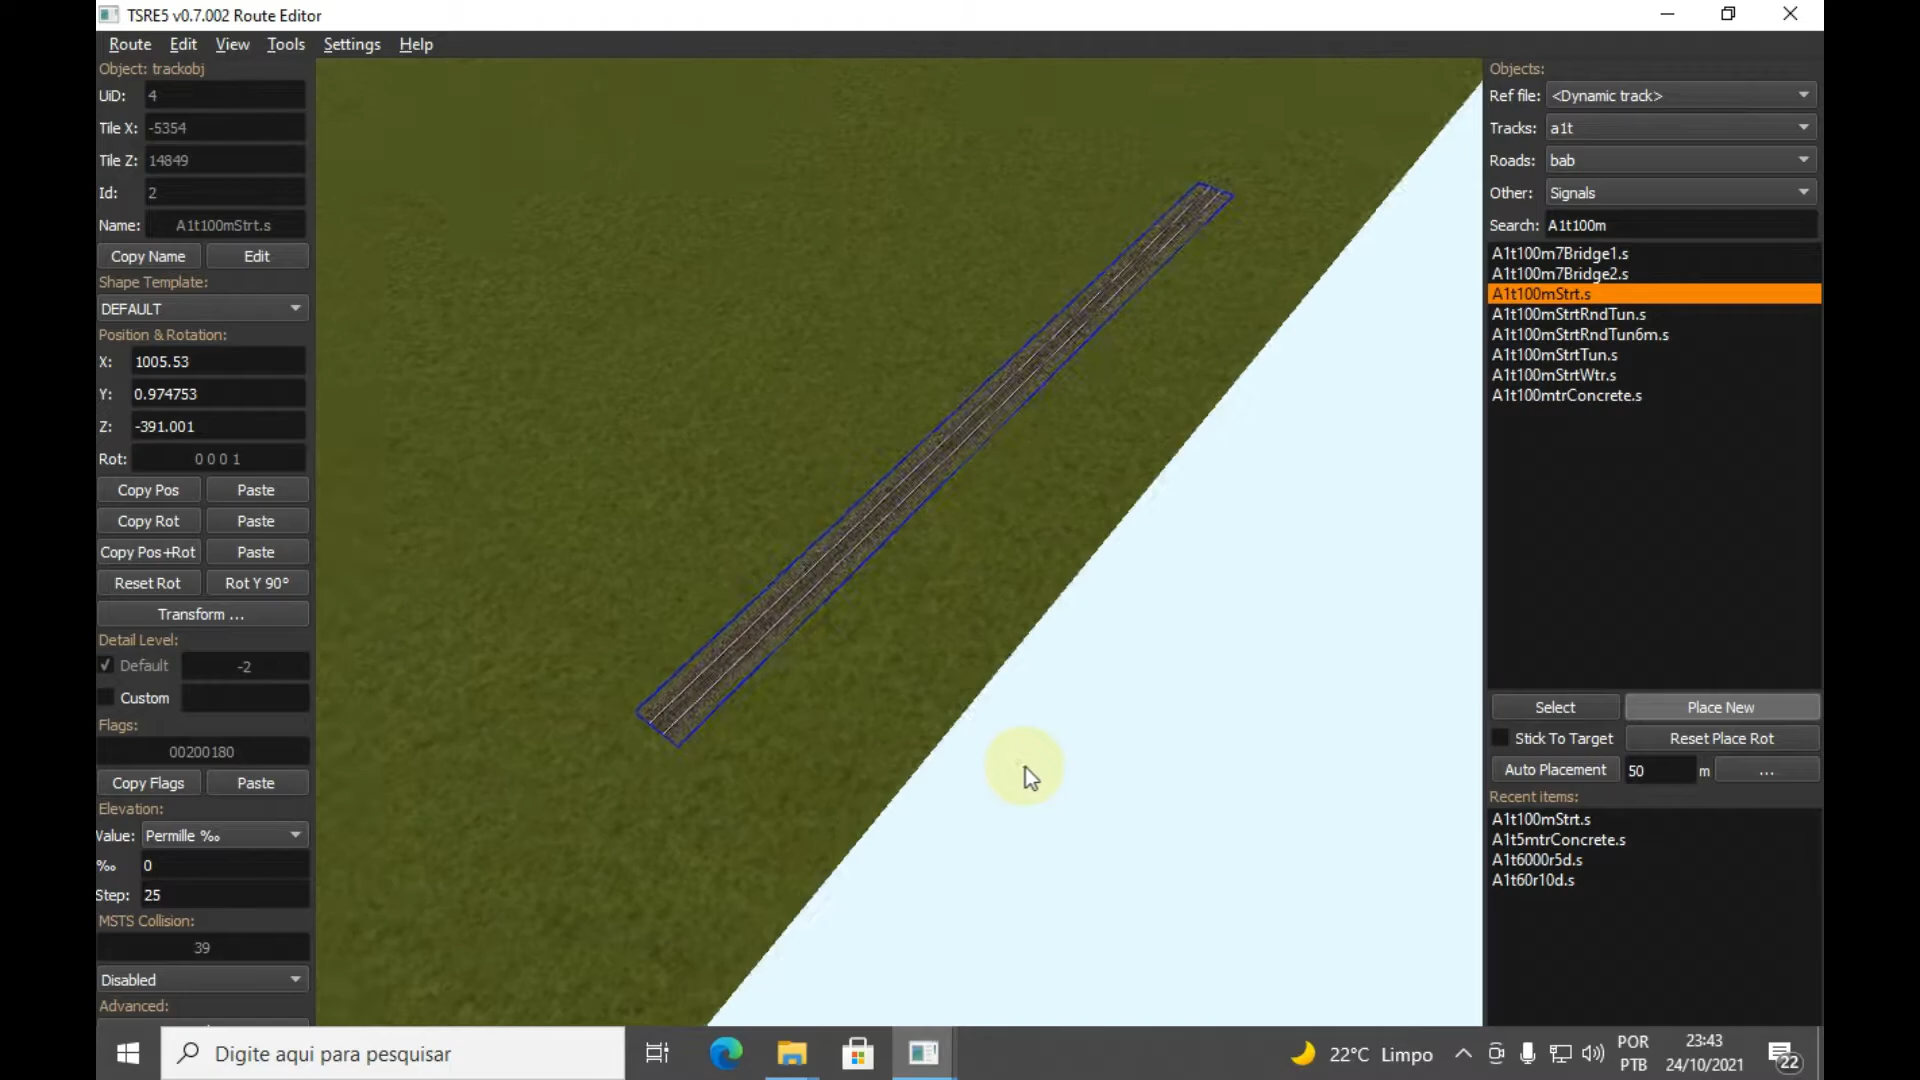 TSRE5 v0.7.002 Route Editor
Route Edit View Tools Settings Help
Object: trackobj
UiD: 4
Tile X: -5354
Tile Z: 14849
Id: 2
Name: A1t100mStrt.s
Copy Name Edit
Shape Template:
DEFAULT
Position & Rotation:
X: 1005.53
Y: 0.974753
Z: -391.001
Rot: 0 0 0 1
Copy Pos Paste
Copy Rot Paste
Copy Pos+Rot Paste
Reset Rot Rot Y 90°
Transform ...
Detail Level:
Default -2
Custom
Flags:
00200180
Copy Flags Paste
Elevation:
Value: Permille ‰
‰ 0
Step: 25
MSTS Collision:
39
Disabled
Advanced:
Objects:
Ref file: <Dynamic track>
Tracks: a1t
Roads: bab
Other: Signals
Search: A1t100m
A1t100m7Bridge1.s
A1t100m7Bridge2.s
A1t100mStrt.s
A1t100mStrtRndTun.s
A1t100mStrtRndTun6m.s
A1t100mStrtTun.s
A1t100mStrtWtr.s
A1t100mtrConcrete.s
Select Place New
Stick To Target Reset Place Rot
Auto Placement 50 m ...
Recent items:
A1t100mStrt.s
A1t5mtrConcrete.s
A1t6000r5d.s
A1t60r10d.s
Digite aqui para pesquisar
22°C Limpo
POR
PTB
23:43
24/10/2021
22